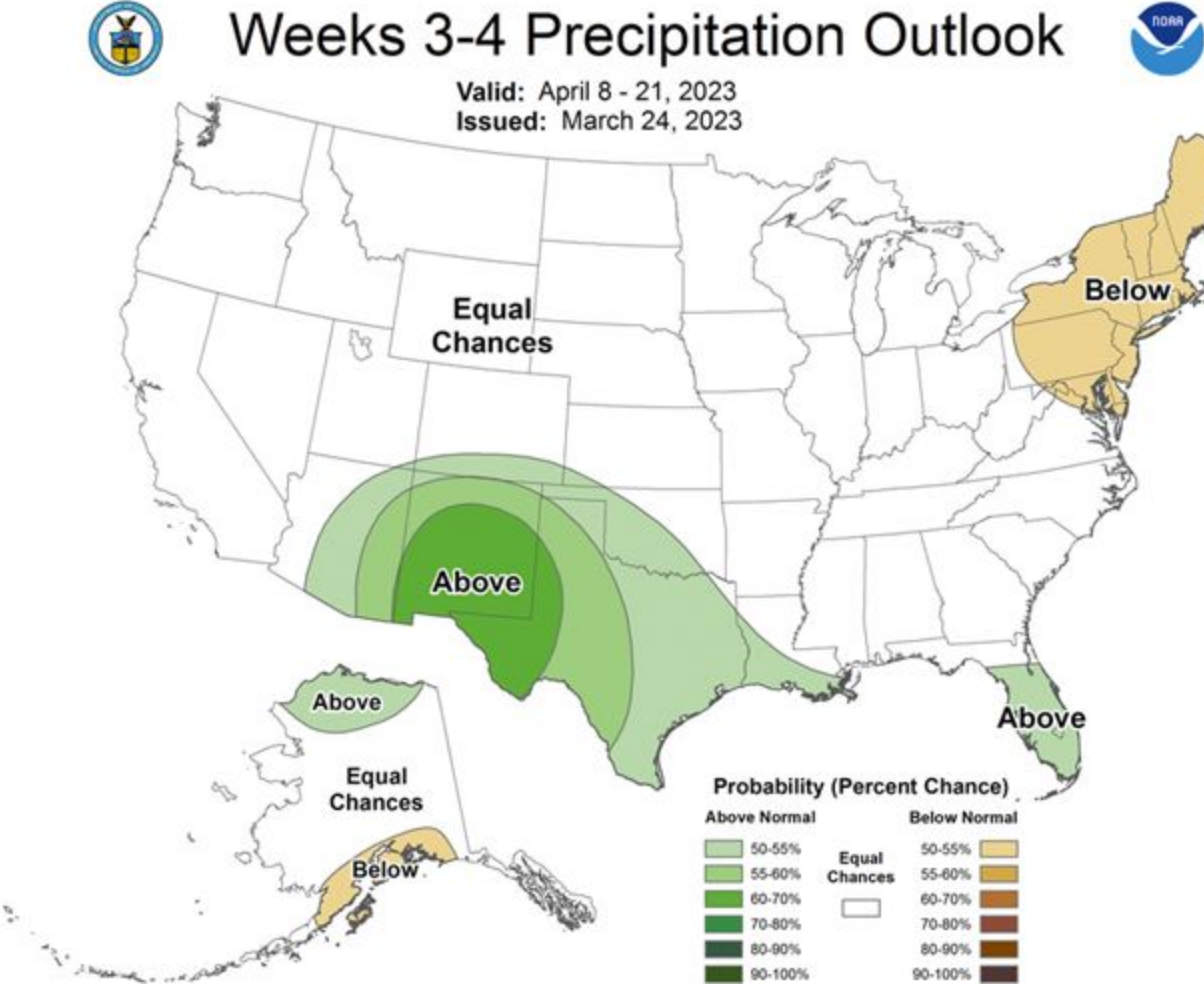 Weeks 3-4 Precipitation Outlook
NOAA
Valid: April 8 - 21, 2023
Issued: March 24, 2023
Equal
Chances
Below
Above
Above
Above
Equal
Chances
Below
Probability (Percent Chance)
Above Normal
Below Normal
50-55%
55-60%
60-70%
70-80%
80-90%
90-100%
Equal
Chances
50-55%
55-60%
60-70%
70-80%
80-90%
90-100%